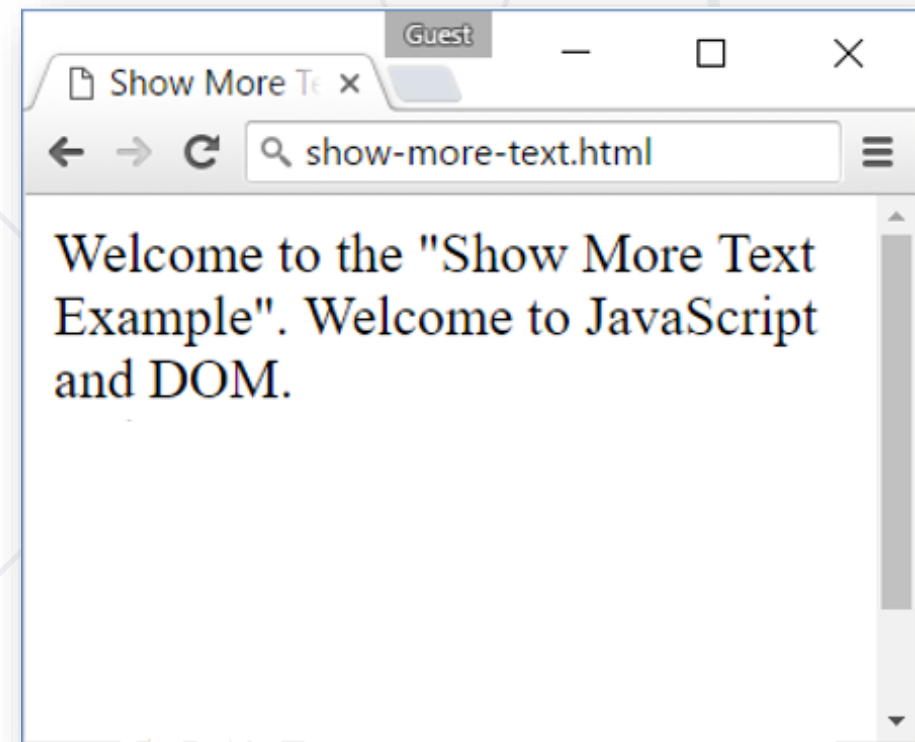 Guest
Show More Te
show-more-text.html
Welcome to the "Show More Text
Example". Welcome to JavaScript
and DOM.